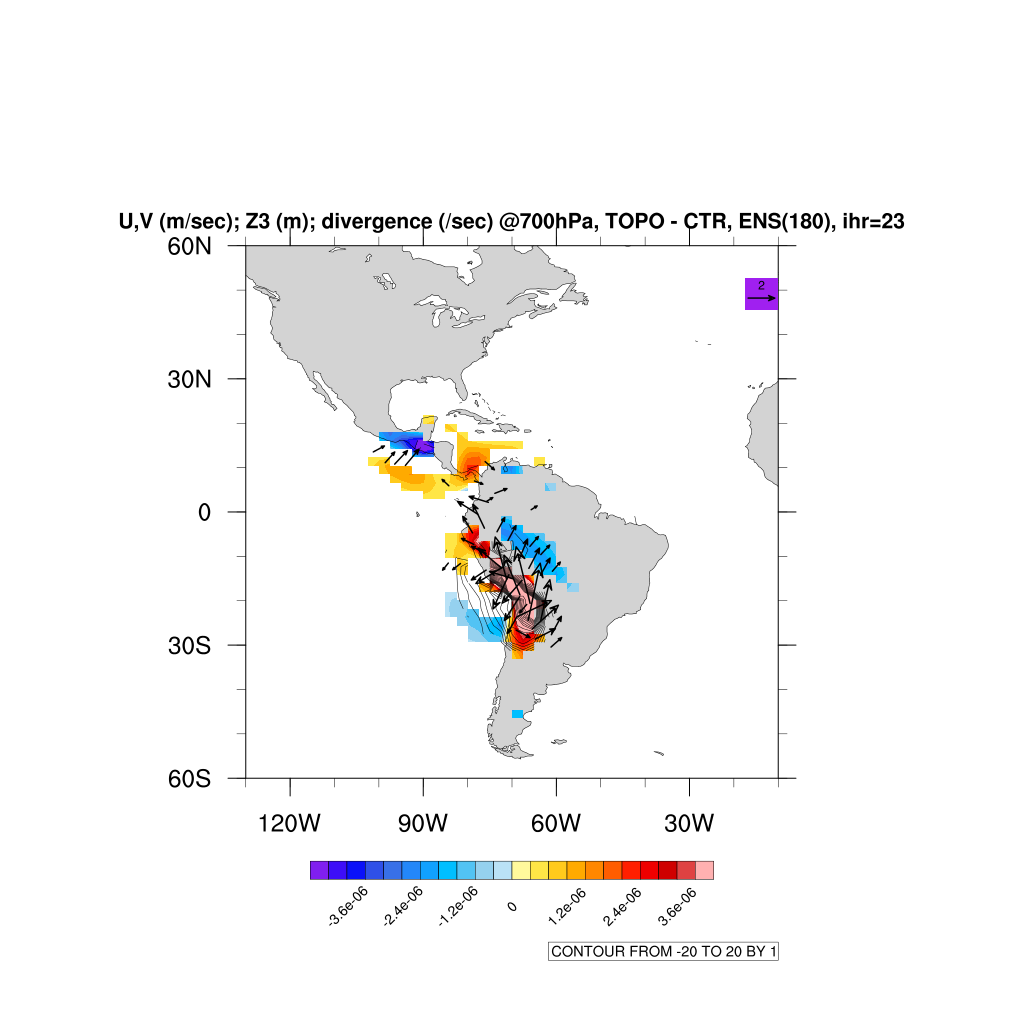 U,V (m/sec); Z3 (m); divergence (/sec) @700hPa, TOPO - CTR, ENS(180), ihr=23
60N
2
30N
0
30S
60S
120W 90W 60W 30W
-3.6e-06 -2.4e-06 -1.2e-06 0 1.2e-06 2.4e-06 3.6e-06
CONTOUR FROM -20 TO 20 BY 1